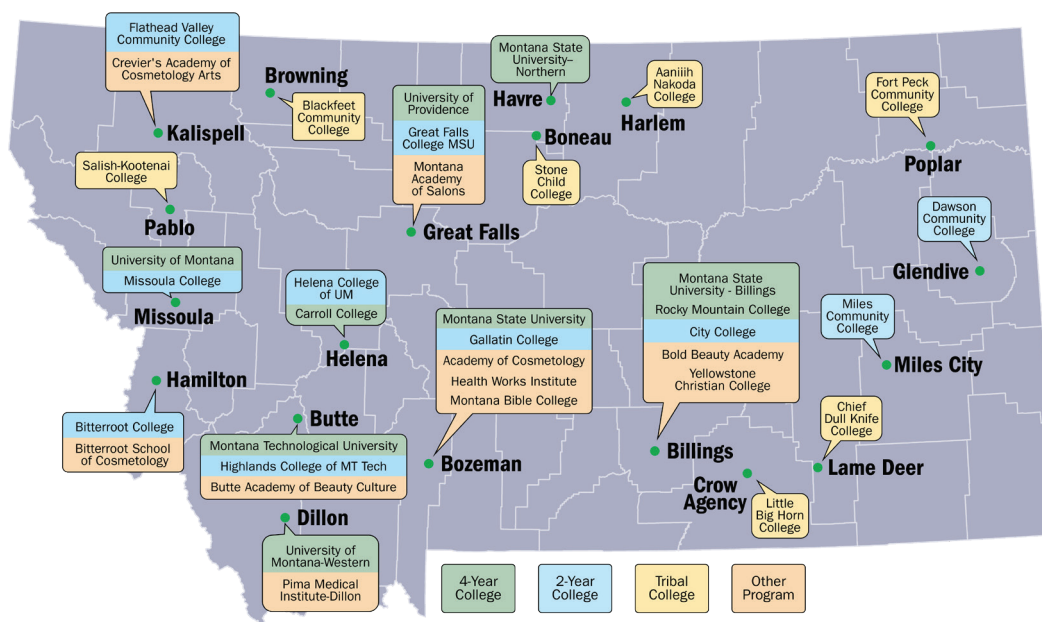 Flathead Valley
Community College
Crevier's Academy of
Cosmetology Arts
Kalispell
Browning
Blackfeet
Community
College
University of
Providence
Great Falls
College MSU
Montana
Academy
of Salons
Great Falls
Montana State
University–
Northern
Havre
Boneau
Stone
Child
College
Aaniiih
Nakoda
College
Harlem
Fort Peck
Community
College
Poplar
Salish-Kootenai
College
Pablo
Dawson
Community
College
Glendive
University of Montana
Missoula College
Missoula
Helena College
of UM
Carroll College
Helena
Montana State University
Gallatin College
Academy of Cosmetology
Health Works Institute
Montana Bible College
Bozeman
Montana State
University - Billings
Rocky Mountain College
City College
Bold Beauty Academy
Yellowstone
Christian College
Billings
Miles
Community
College
Miles City
Hamilton
Bitterroot College
Bitterroot School
of Cosmetology
Butte
Montana Technological University
Highlands College of MT Tech
Butte Academy of Beauty Culture
Chief
Dull Knife
College
Lame Deer
Crow
Agency
Little
Big Horn
College
Dillon
University of
Montana-Western
Pima Medical
Institute-Dillon
4-Year
College
2-Year
College
Tribal
College
Other
Program